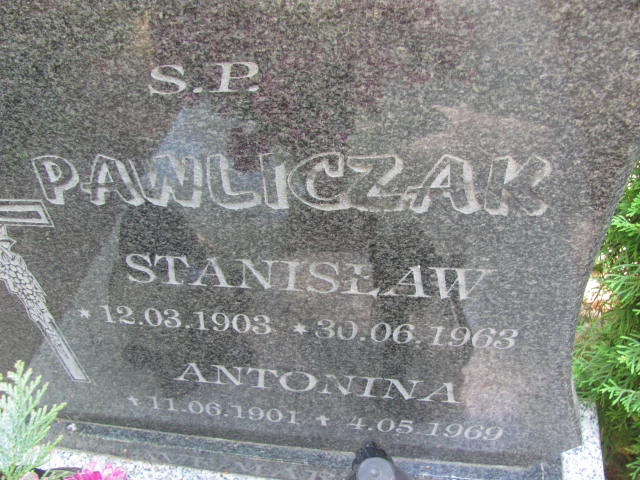 S.P.
PAWLICZAK
STANISŁAW
* 12.03.1903 * 30.06.1963
ANTONINA
+ 11.06.1901 + 4.05.1969